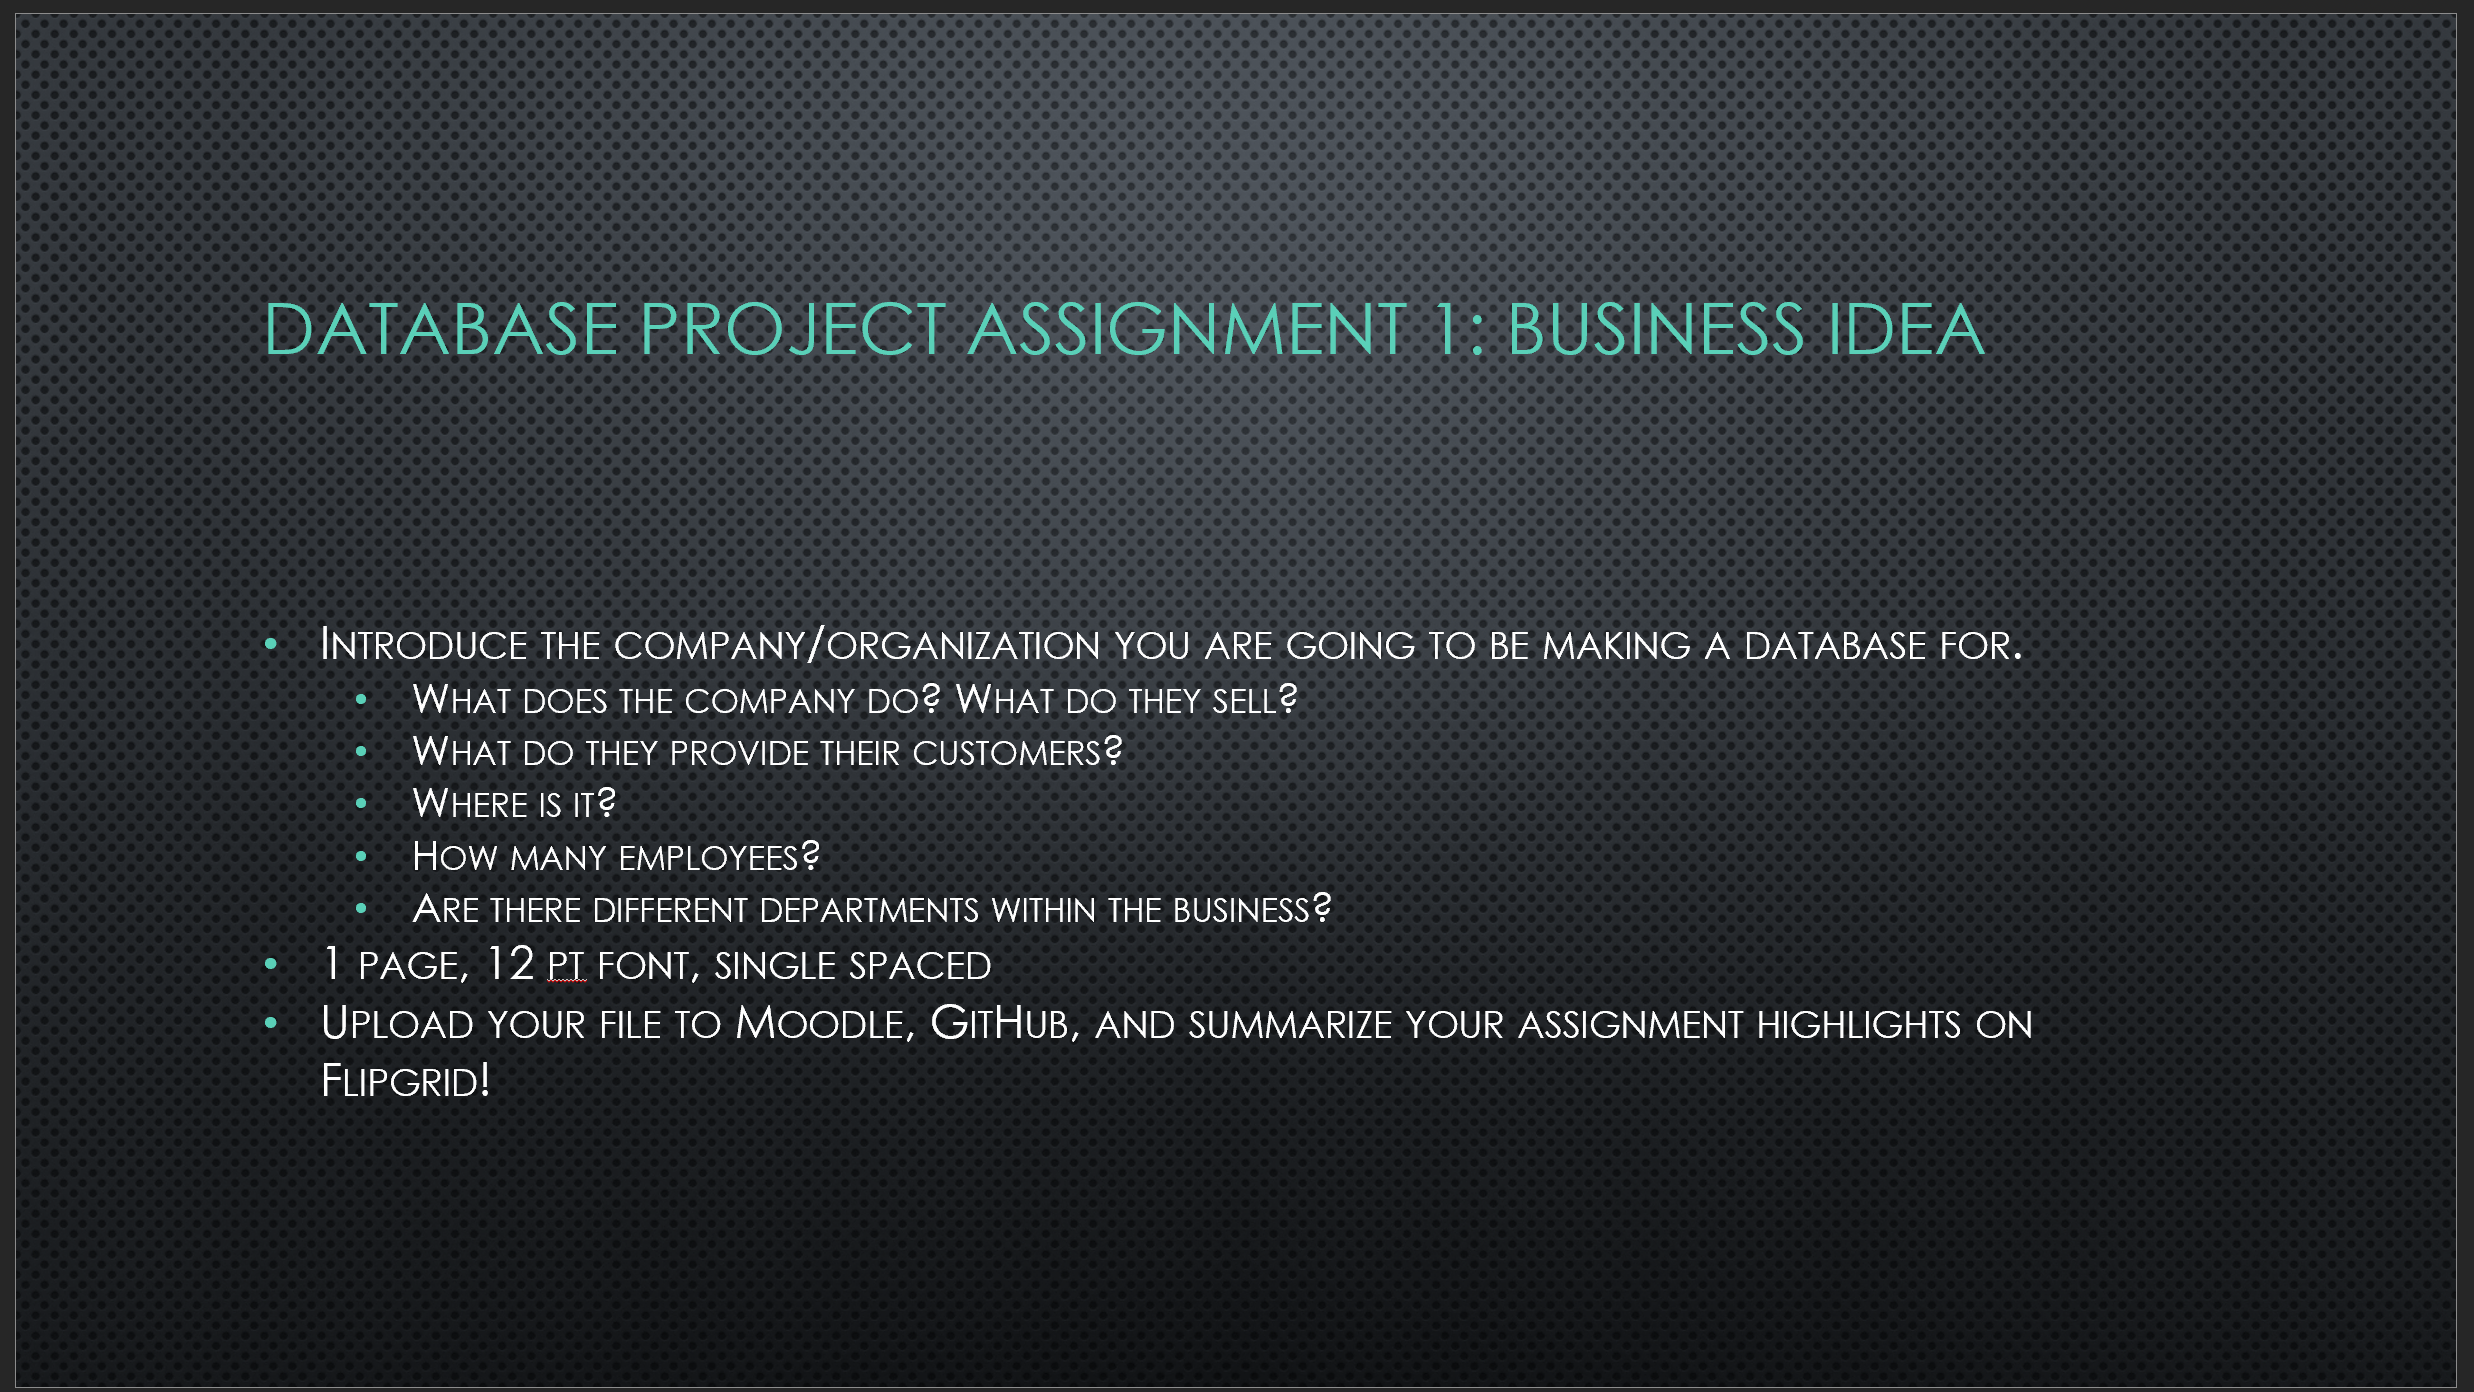 DATABASE PROJECT ASSIGNMENT 1: BUSINESS IDEA
• INTRODUCE THE COMPANY/ORGANIZATION YOU ARE GOING TO BE MAKING A DATABASE FOR.
• WHAT DOES THE COMPANY DO? WHAT DO THEY SELL?
• WHAT DO THEY PROVIDE THEIR CUSTOMERS?
• WHERE IS IT?
• HOW MANY EMPLOYEES?
• ARE THERE DIFFERENT DEPARTMENTS WITHIN THE BUSINESS?
• 1 PAGE, 12 PT FONT, SINGLE SPACED
• UPLOAD YOUR FILE TO MOODLE, GITHUB, AND SUMMARIZE YOUR ASSIGNMENT HIGHLIGHTS ON
FLIPGRID!